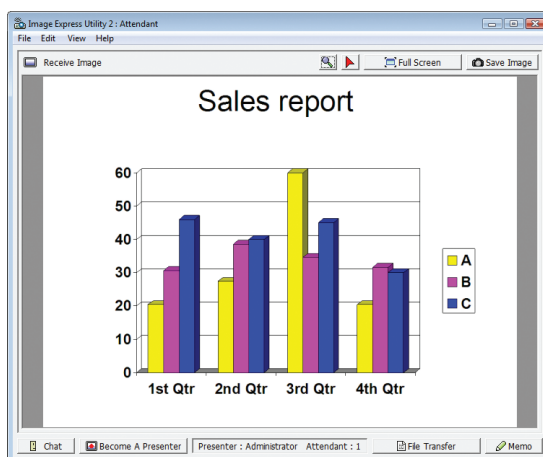 Image Express Utility 2 : Attendant
File Edit View Help
Receive Image Full Screen Save Image
Sales report
60
50
40
30
20
10
0
A
B
C
1st Qtr 2nd Qtr 3rd Qtr 4th Qtr
Chat Become A Presenter Presenter : Administrator Attendant : 1 File Transfer Memo